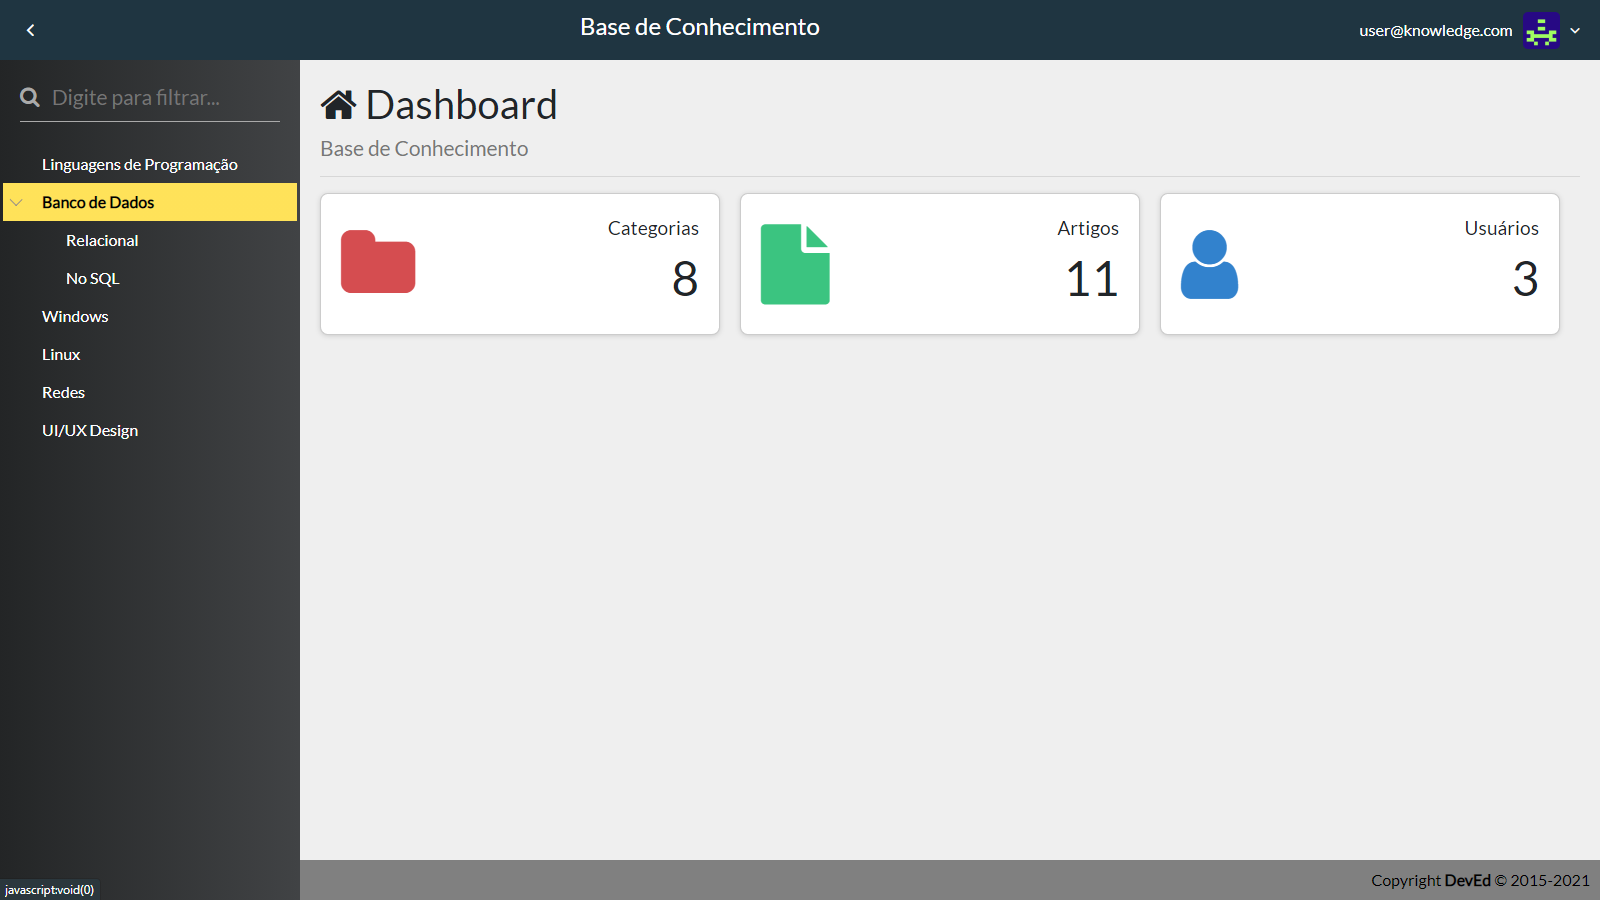 Base de Conhecimento
user@knowledge.com
Digite para filtrar...
Linguagens de Programação
Banco de Dados
Relacional
No SQL
Windows
Linux
Redes
UI/UX Design
Dashboard
Base de Conhecimento
Categorias
8
Artigos
11
Usuários
3
javascript:void(0)
Copyright DevEd © 2015-2021